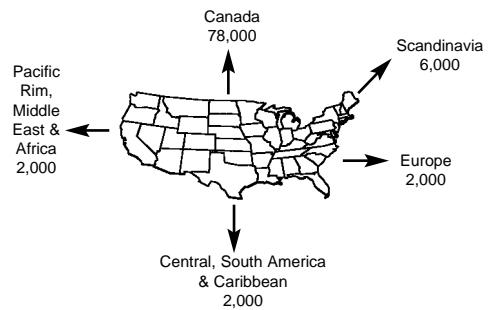 Canada
78,000
Scandinavia
6,000
Pacific
Rim,
Middle
East &
Africa
2,000
Europe
2,000
Central, South America
& Caribbean
2,000